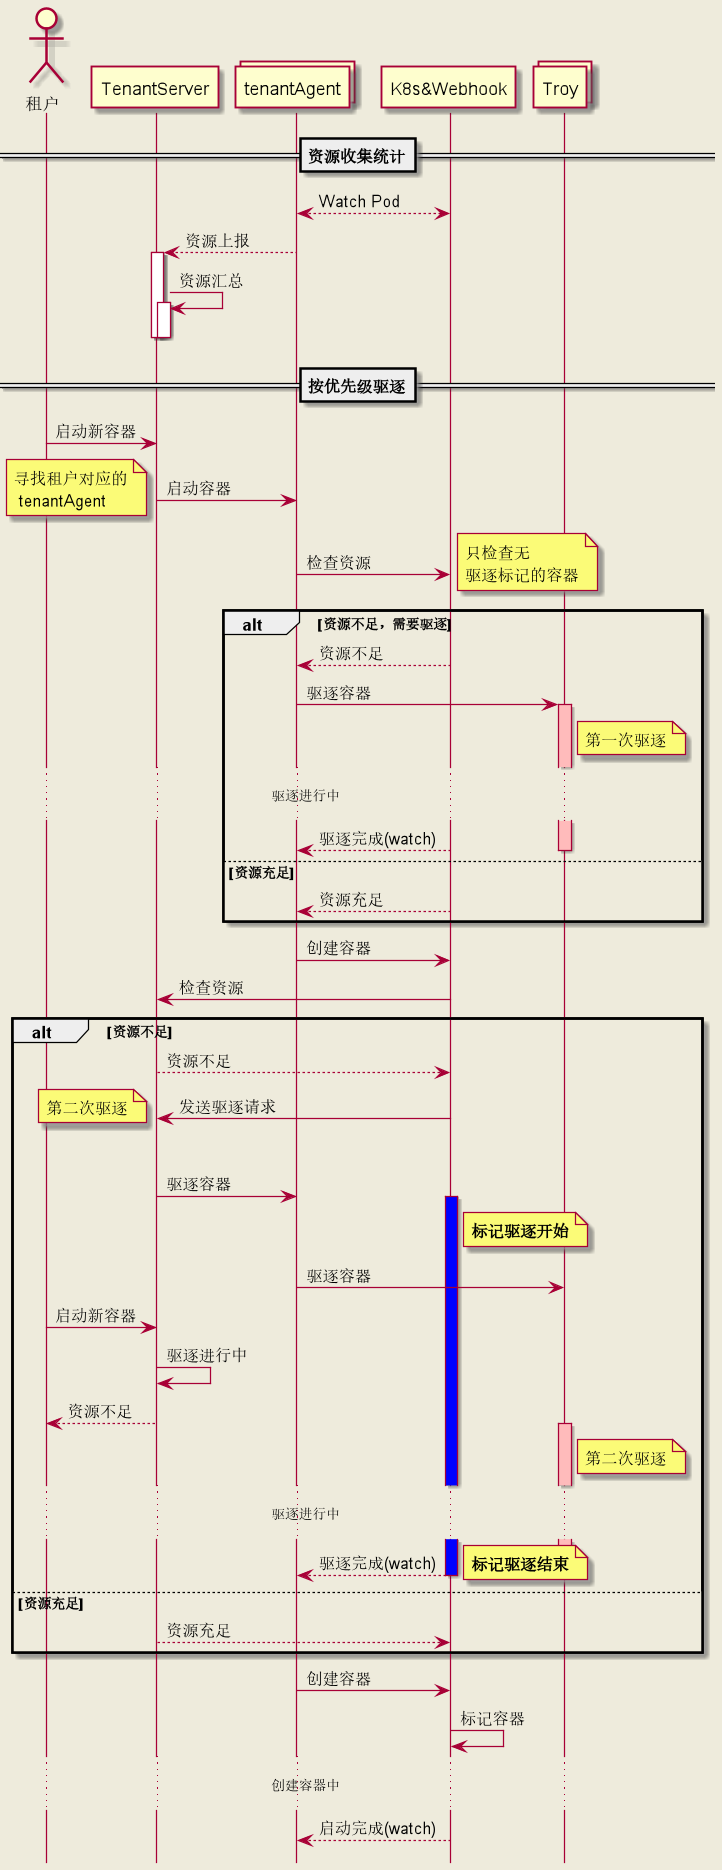 租户
TenantServer
tenantAgent
K8s&Webhook
Troy
资源收集统计
Watch Pod
资源上报
资源汇总
按优先级驱逐
启动新容器
寻找租户对应的
tenantAgent
启动容器
只检查无
驱逐标记的容器
检查资源
alt
[资源不足，需要驱逐]
资源不足
驱逐容器
第一次驱逐
驱逐进行中
驱逐完成(watch)
[资源充足]
资源充足
创建容器
检查资源
alt
[资源不足]
资源不足
第二次驱逐
发送驱逐请求
驱逐容器
标记驱逐开始
驱逐容器
启动新容器
驱逐进行中
资源不足
第二次驱逐
驱逐进行中
驱逐完成(watch)
标记驱逐结束
[资源充足]
资源充足
创建容器
标记容器
创建容器中
启动完成(watch)